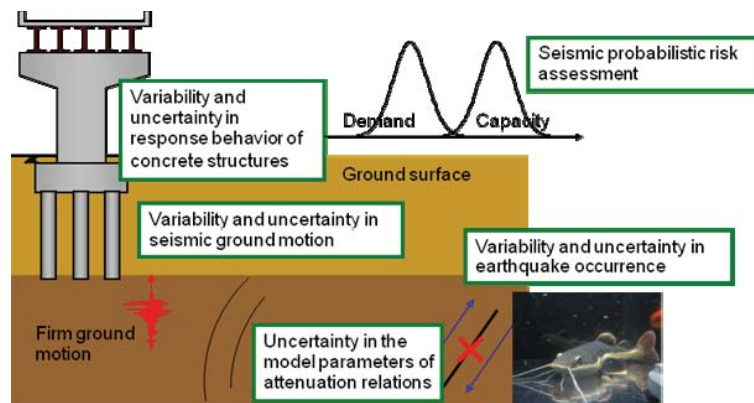 Seismic probabilistic risk
assessment
Variability and
uncertainty in
response behavior of
concrete structures
Demand
Capacity
Ground surface
Variability and uncertainty in
seismic ground motion
Variability and uncertainty in
earthquake occurrence
Firm ground
motion
Uncertainty in the
model parameters of
attenuation relations